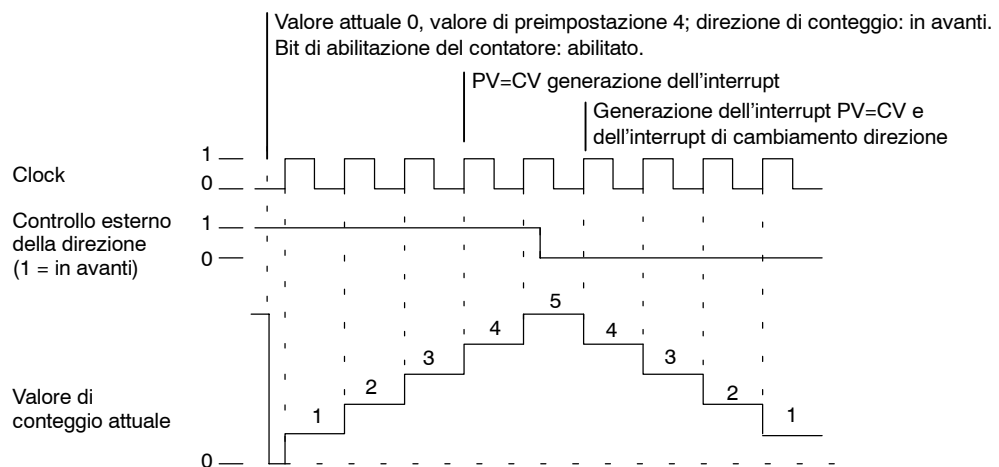 Valore attuale 0, valore di preimpostazione 4; direzione di conteggio: in avanti.
Bit di abilitazione del contatore: abilitato.
PV=CV generazione dell'interrupt
Generazione dell'interrupt PV=CV e
dell'interrupt di cambiamento direzione
Clock
1
0
Controllo esterno
della direzione
(1 = in avanti)
1
0
Valore di
conteggio attuale
0
1
2
3
4
5
4
3
2
1